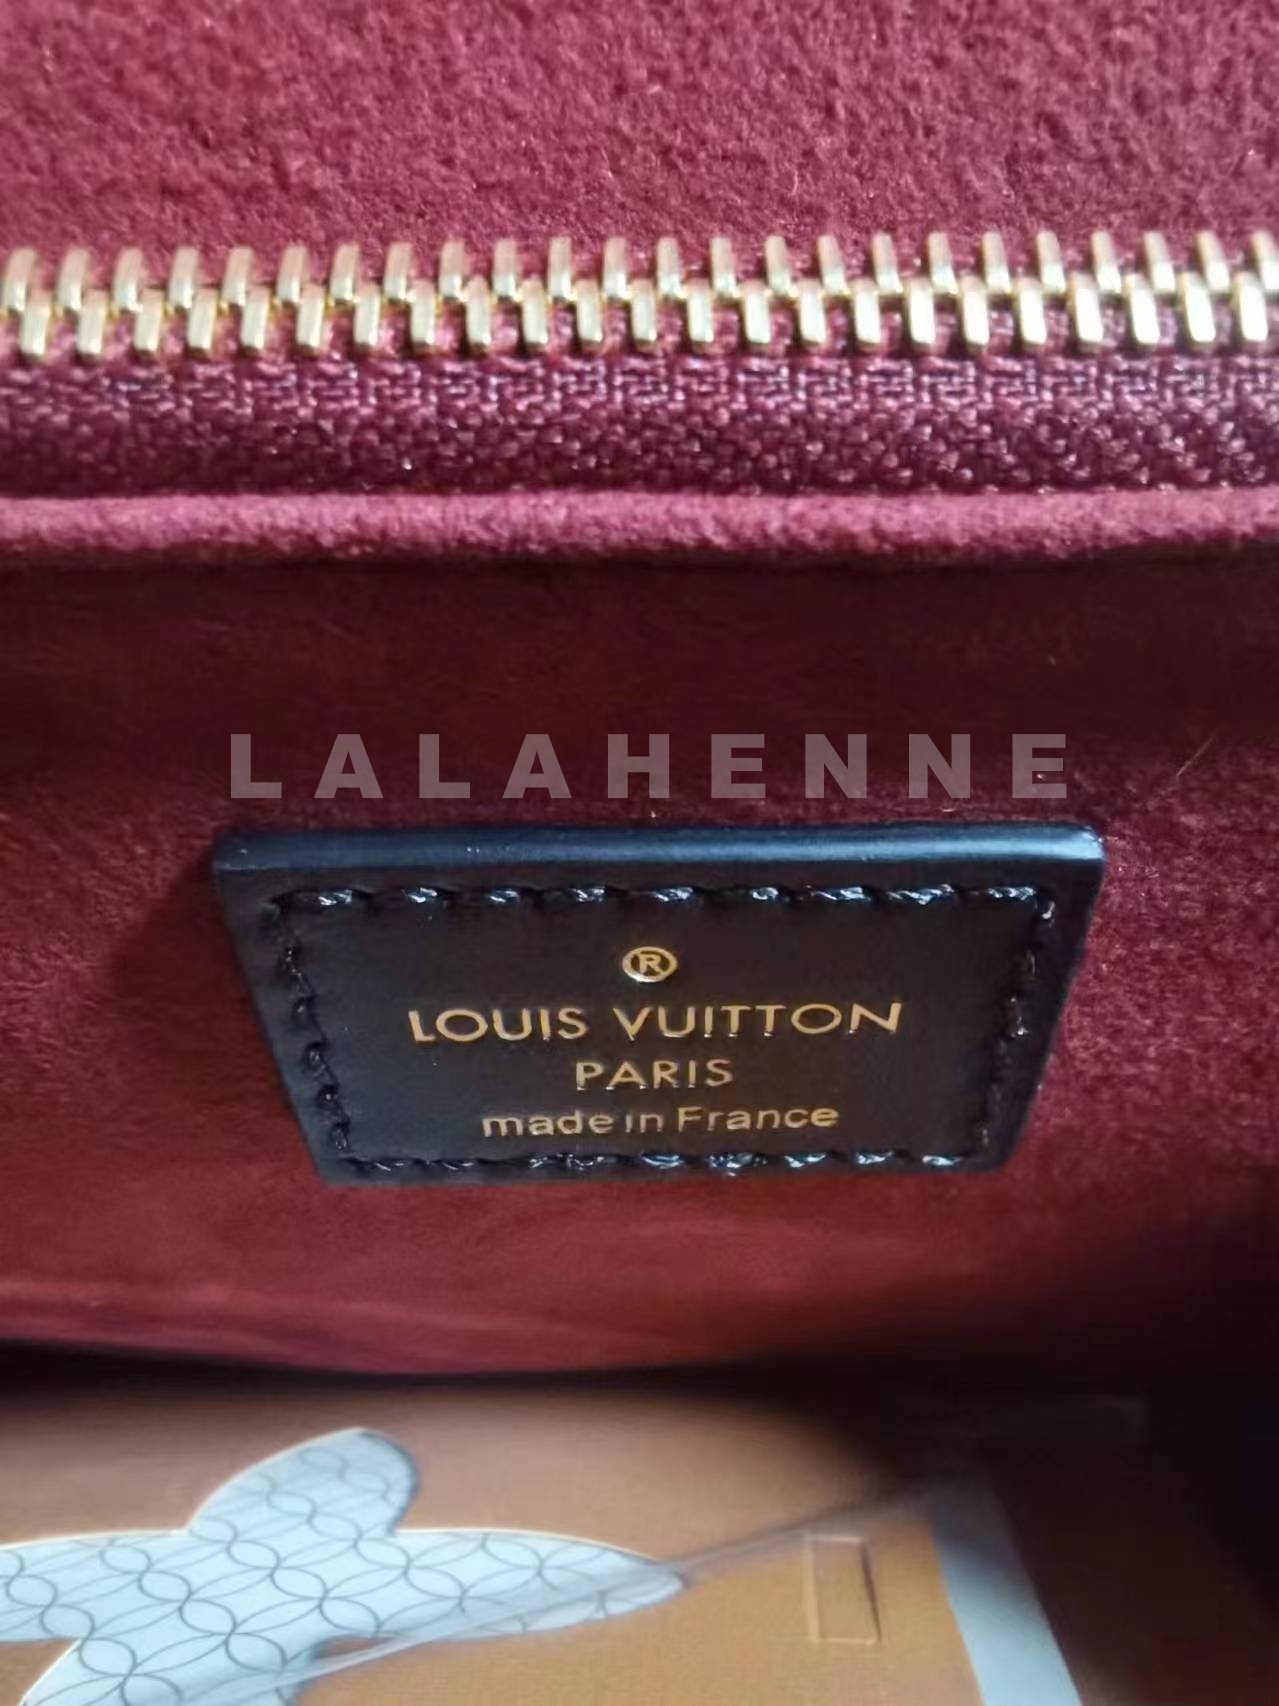 LALAHENNE
®
LOUIS VUITTON
PARIS
made in France